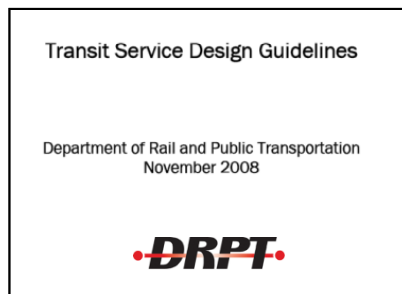 Transit Service Design Guidelines
Department of Rail and Public Transportation
November 2008
DRPT